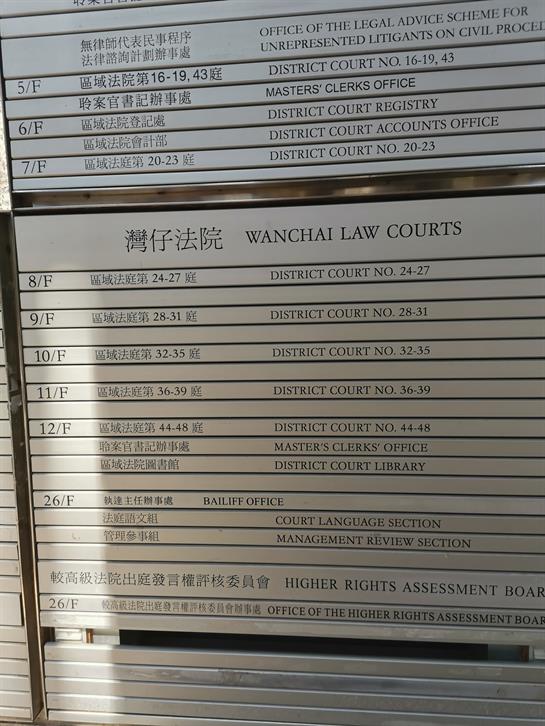 無律師代表民事程序 OFFICE OF THE LEGAL ADVICE SCHEME FOR
法律諮詢計劃辦事處 UNREPRESENTED LITIGANTS ON CIVIL PROCED
5/F 區域法院第16-19, 43庭 DISTRICT COURT NO. 16-19, 43
聆案官書記辦事處 MASTERS' CLERKS OFFICE
6/F 區域法院登記處 DISTRICT COURT REGISTRY
區域法院會計部 DISTRICT COURT ACCOUNTS OFFICE
7/F 區域法庭第 20-23 庭 DISTRICT COURT NO. 20-23
灣仔法院 WANCHAI LAW COURTS
8/F 區域法庭第 24-27 庭 DISTRICT COURT NO. 24-27
9/F 區域法庭第 28-31 庭 DISTRICT COURT NO. 28-31
10/F 區域法庭第 32-35 庭 DISTRICT COURT NO. 32-35
11/F 區域法庭第 36-39 庭 DISTRICT COURT NO. 36-39
12/F 區域法庭第 44-48 庭 DISTRICT COURT NO. 44-48
聆案官書記辦事處 MASTER'S CLERKS' OFFICE
區域法院圖書館 DISTRICT COURT LIBRARY
26/F 執達主任辦事處 BAILIFF OFFICE
法庭語文組 COURT LANGUAGE SECTION
管理參事組 MANAGEMENT REVIEW SECTION
較高級法院出庭發言權評核委員會 HIGHER RIGHTS ASSESSMENT BOAR
26/F 較高級法院出庭發言權評核委員會辦事處 OFFICE OF THE HIGHER RIGHTS ASSESSMENT BOAR